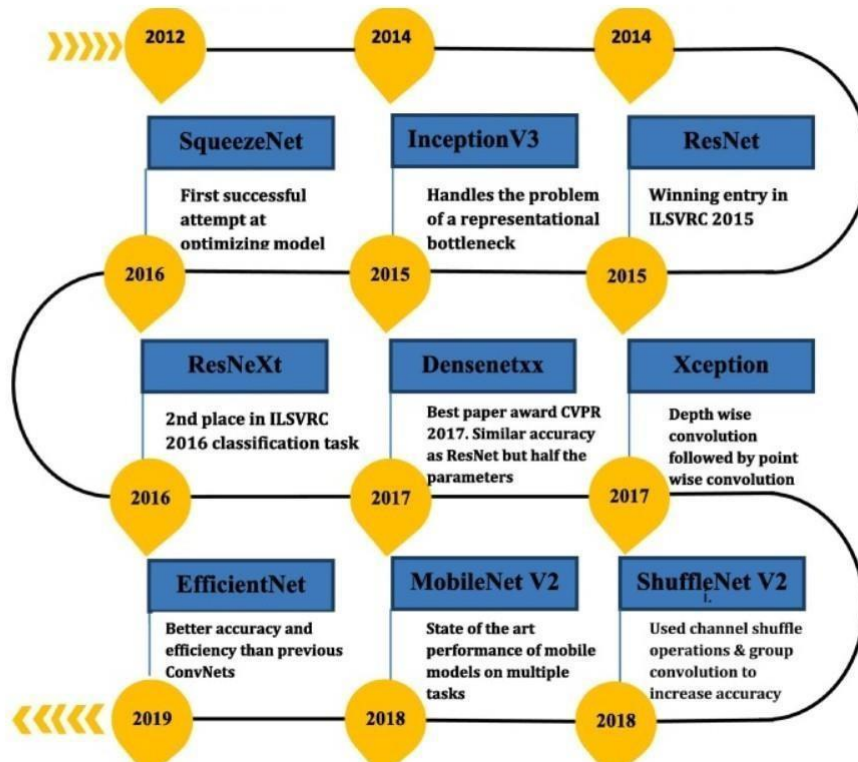 2012
2014
2014
SqueezeNet
InceptionV3
ResNet
First successful
attempt at
optimizing model
Handles the problem
of a representational
bottleneck
Winning entry in
ILSVRC 2015
2016
2015
2015
ResNeXt
Densenetxx
Xception
2nd place in ILSVRC
2016 classification task
Best paper award CVPR
2017. Similar accuracy
as ResNet but half the
parameters
Depth wise
convolution
followed by point
wise convolution
2016
2017
2017
EfficientNet
MobileNet V2
ShuffleNet V2
Better accuracy and
efficiency than previous
ConvNets
State of the art
performance of mobile
models on multiple
tasks
Used channel shuffle
operations & group
convolution to
increase accuracy
2019
2018
2018